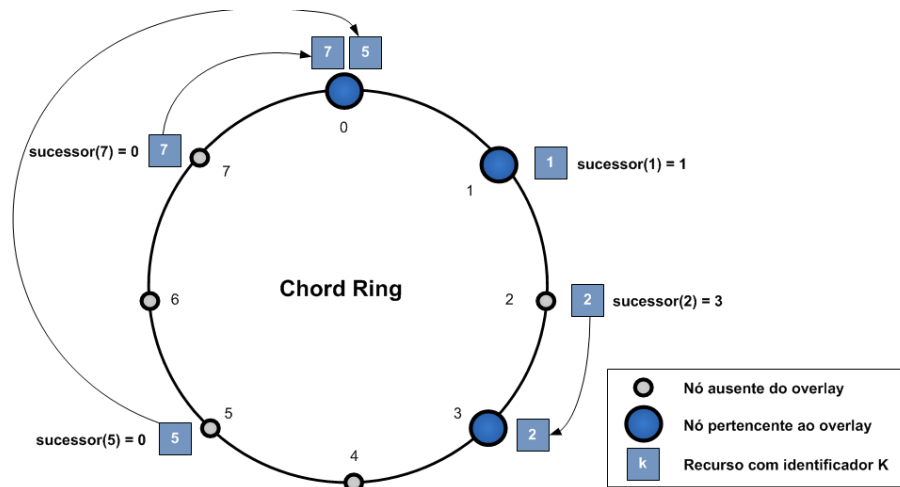 7 5
0
7
sucessor(7) = 0
7
1
sucessor(1) = 1
1
Chord Ring
6
2
2
sucessor(2) = 3
5
3
2
sucessor(5) = 0
5
4
Nó ausente do overlay
Nó pertencente ao overlay
k
Recurso com identificador K